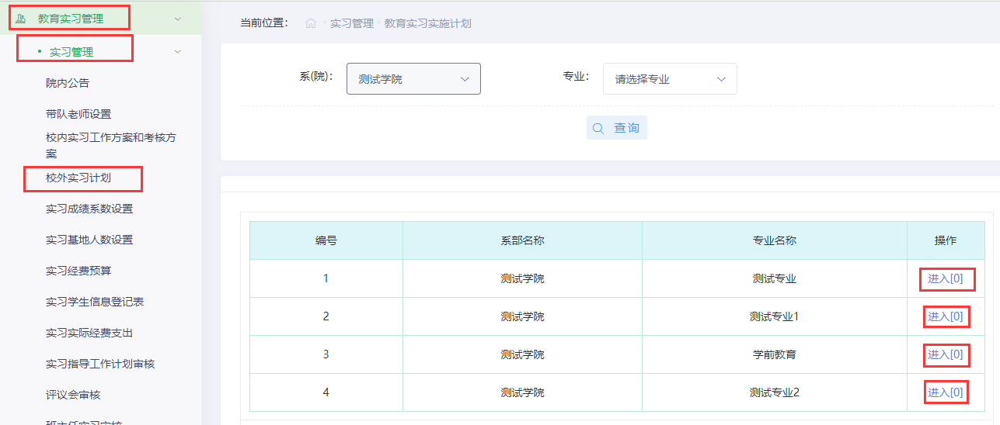 教育实习管理
实习管理
院内公告
带队老师设置
校内实习工作方案和考核方
案
校外实习计划
实习成绩系数设置
实习基地人数设置
实习经费预算
实习学生信息登记表
实习实际经费支出
实习指导工作计划审核
评议会审核
班主任实习审核
当前位置： 实习管理 教育实习实施计划
系(院)： 测试学院 专业： 请选择专业
查询
编号 系部名称 专业名称 操作
1 测试学院 测试专业 进入[0]
2 测试学院 测试专业1 进入[0]
3 测试学院 学前教育 进入[0]
4 测试学院 测试专业2 进入[0]